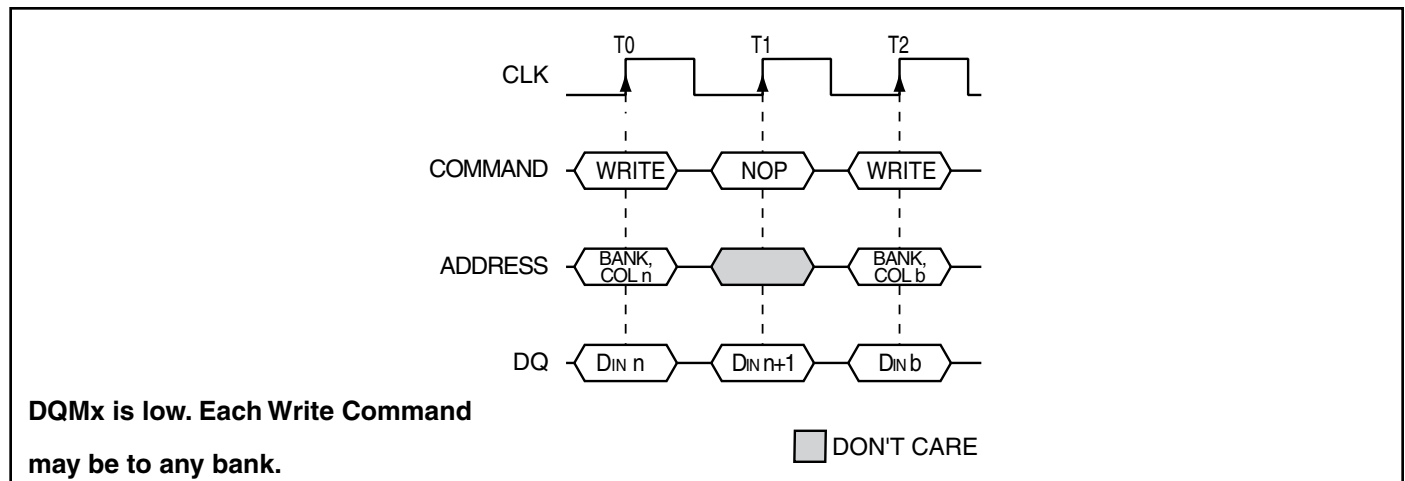 T0 T1 T2
CLK
COMMAND WRITE NOP WRITE
ADDRESS BANK, COL n BANK, COL b
DQ DIN n DIN n+1 DIN b
DQMx is low. Each Write Command
may be to any bank.
DON'T CARE